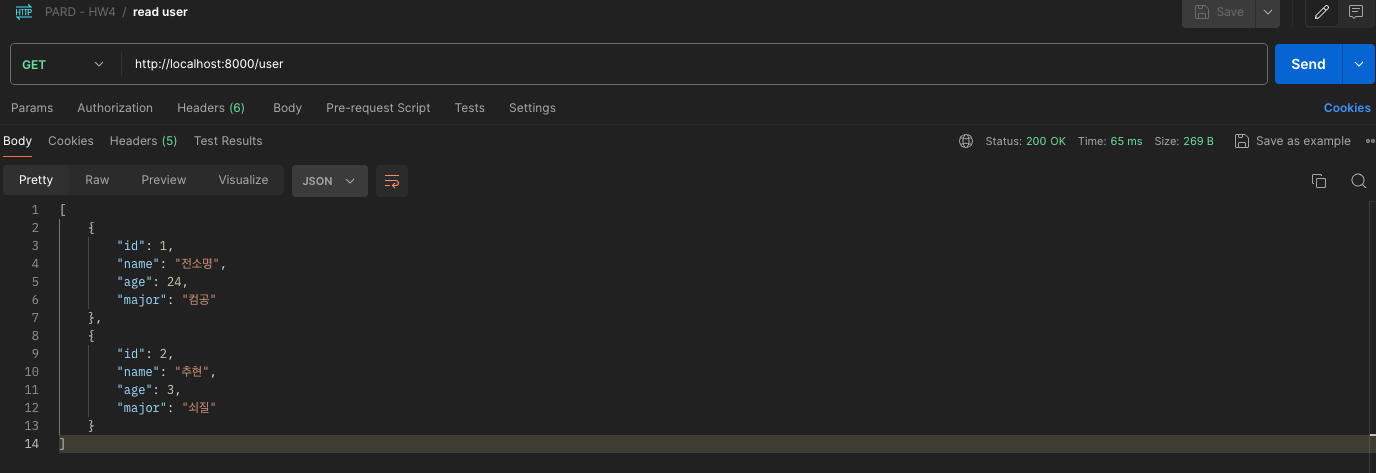 HTTP PARD - HW4 / read user Save
GET http://localhost:8000/user Send
Params Authorization Headers (6) Body Pre-request Script Tests Settings Cookies
Body Cookies Headers (5) Test Results Status: 200 OK Time: 65 ms Size: 269 B Save as example
Pretty Raw Preview Visualize JSON
1 [
2 {
3 "id": 1,
4 "name": "전소명",
5 "age": 24,
6 "major": "컴공"
7 },
8 {
9 "id": 2,
10 "name": "추현",
11 "age": 3,
12 "major": "쇠질"
13 }
14 ]